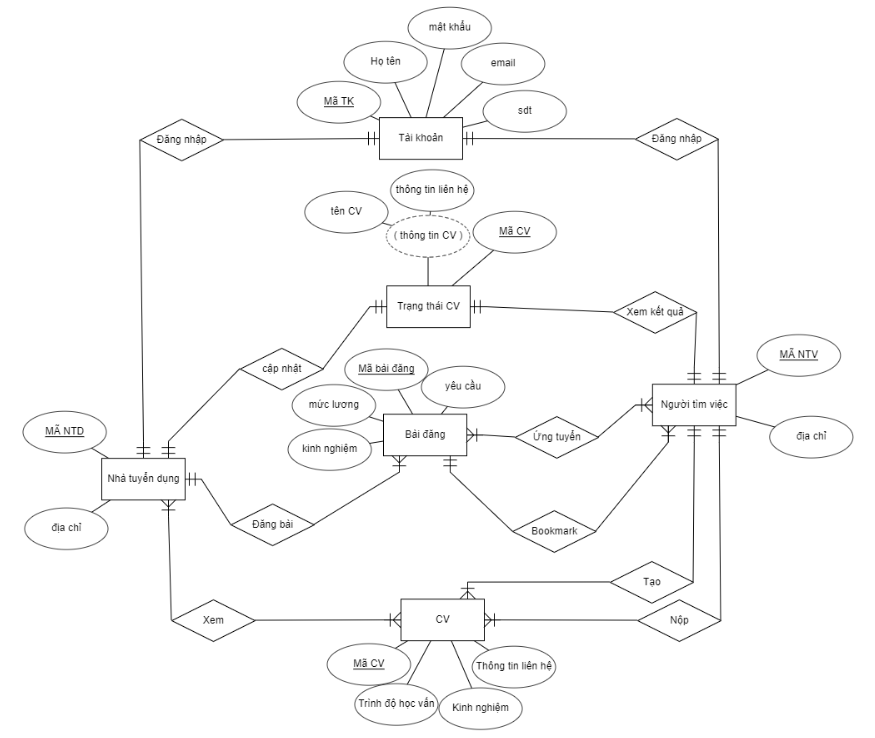 mật khẩu
Họ tên
email
Mã TK
sdt
Đăng nhập
Tài khoản
Đăng nhập
thông tin liên hệ
tên CV
( thông tin CV )
Mã CV
Trạng thái CV
Xem kết quả
cập nhật
Mã bài đăng
yêu cầu
MÃ NTV
mức lương
Người tìm việc
MÃ NTD
Bài đăng
Ứng tuyển
địa chỉ
kinh nghiệm
Nhà tuyển dụng
địa chỉ
Đăng bài
Bookmark
Tạo
Xem
CV
Nộp
Mã CV
Thông tin liên hệ
Trình độ học vấn
Kinh nghiệm